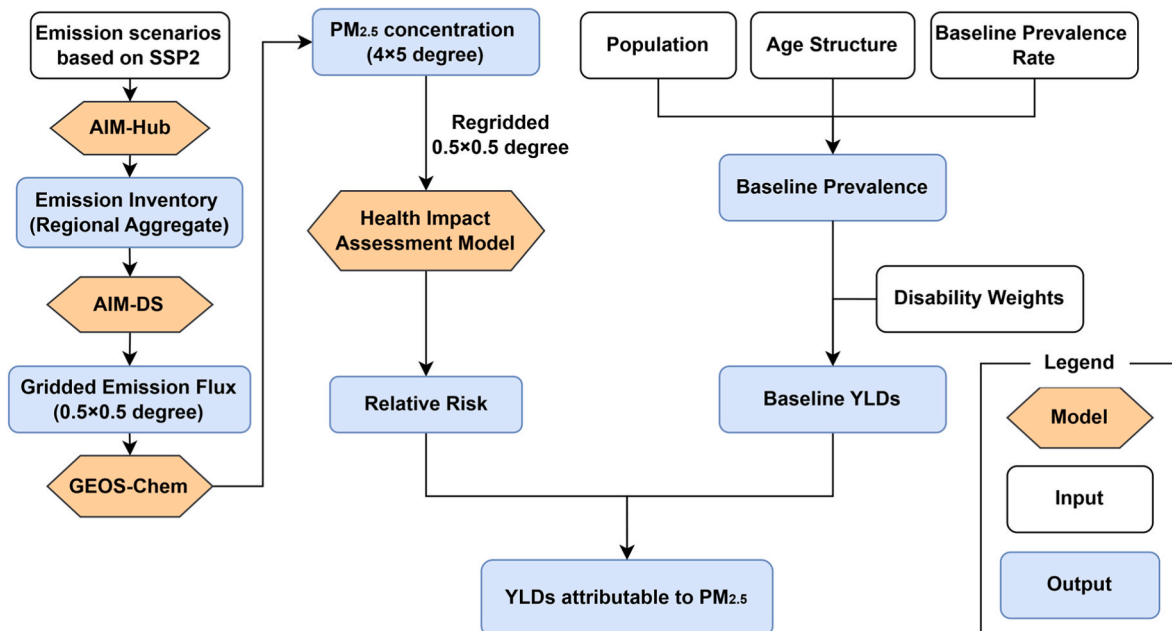 Emission scenarios
based on SSP2
AIM-Hub
Emission Inventory
(Regional Aggregate)
AIM-DS
Gridded Emission Flux
(0.5×0.5 degree)
GEOS-Chem
PM2.5 concentration
(4×5 degree)
Regridded
0.5×0.5 degree
Health Impact
Assessment Model
Relative Risk
Population
Age Structure
Baseline Prevalence
Rate
Baseline Prevalence
Disability Weights
Baseline YLDs
YLDs attributable to PM2.5
Legend
Model
Input
Output